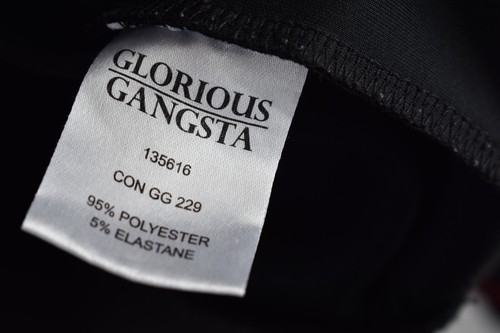 GLORIOUS
GANGSTA
135616
CON GG 229
95% POLYESTER
5% ELASTANE